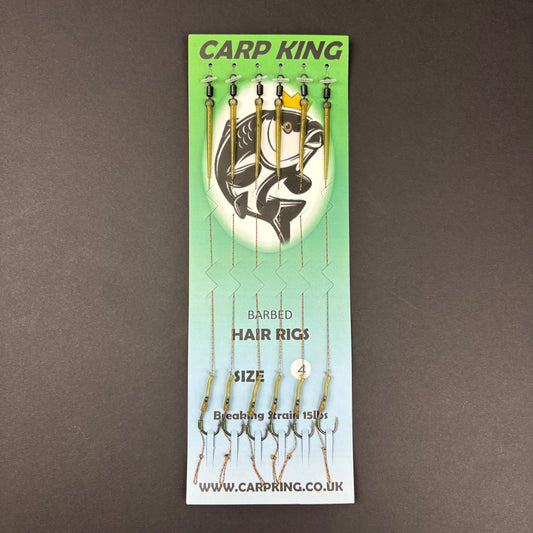 CARP KING
BARBED
HAIR RIGS
SIZE 4
Breaking Strain 15lbs
WWW.CARPKING.CO.UK